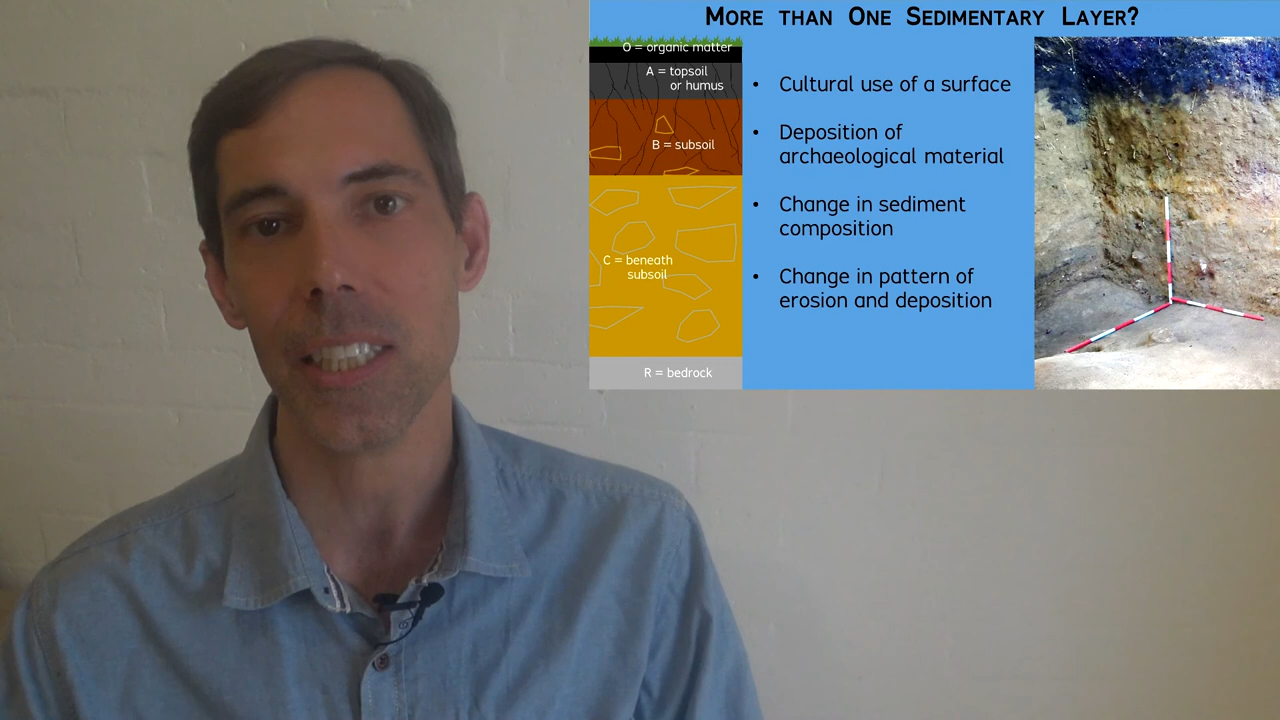 More than One Sedimentary Layer?
O = organic matter
A = topsoil
or humus
B = subsoil
C = beneath
subsoil
R = bedrock
• Cultural use of a surface
• Deposition of
archaeological material
• Change in sediment
composition
• Change in pattern of
erosion and deposition